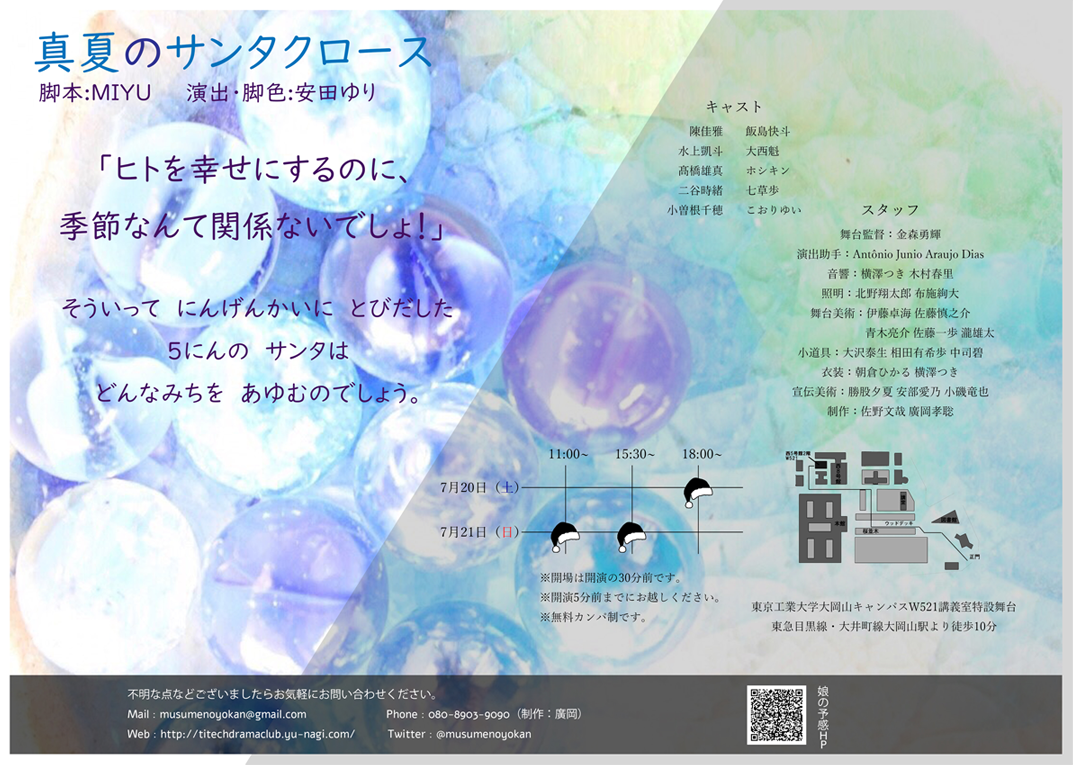 真夏のサンタクロース
脚本:MIYU 演出・脚色:安田ゆり
「ヒトを幸せにするのに、
季節なんて関係ないでしょ!」
そういって にんげんかいに とびだした
5にんの サンタは
どんなみちを あゆむのでしょう。
キャスト
陳佳雅 飯島快斗
水上凱斗 大西魁
髙橋雄真 ホシキン
二谷時緒 七草歩
小曽根千穂 こおりゆい
スタッフ
舞台監督：金森勇輝
演出助手：Antônio Junio Araujo Dias
音響：横澤つき 木村春里
照明：北野翔太郎 布施絢大
舞台美術：伊藤卓海 佐藤慎之介
青木亮介 佐藤一歩 瀧雄太
小道具：大沢泰生 相田有希歩 中司碧
衣装：朝倉ひかる 横澤つき
宣伝美術：勝股夕夏 安部愛乃 小磯竜也
制作：佐野文哉 廣岡孝聡
11:00~ 15:30~ 18:00~
7月20日（土）
7月21日（日）
※開場は開演の30分前です。
※開演5分前までにお越しください。
※無料カンパ制です。
本館
ウッドデッキ
桜並木
図書館
正門
東京工業大学大岡山キャンパスW521講義室特設舞台
東急目黒線・大井町線大岡山駅より徒歩10分
不明な点などございましたらお気軽にお問い合わせください。
Mail : musumenoyokan@gmail.com Phone : 080-8903-9090（制作：廣岡）
Web : http://titechdramaclub.yu-nagi.com/ Twitter : @musumenoyokan
娘の予感HP